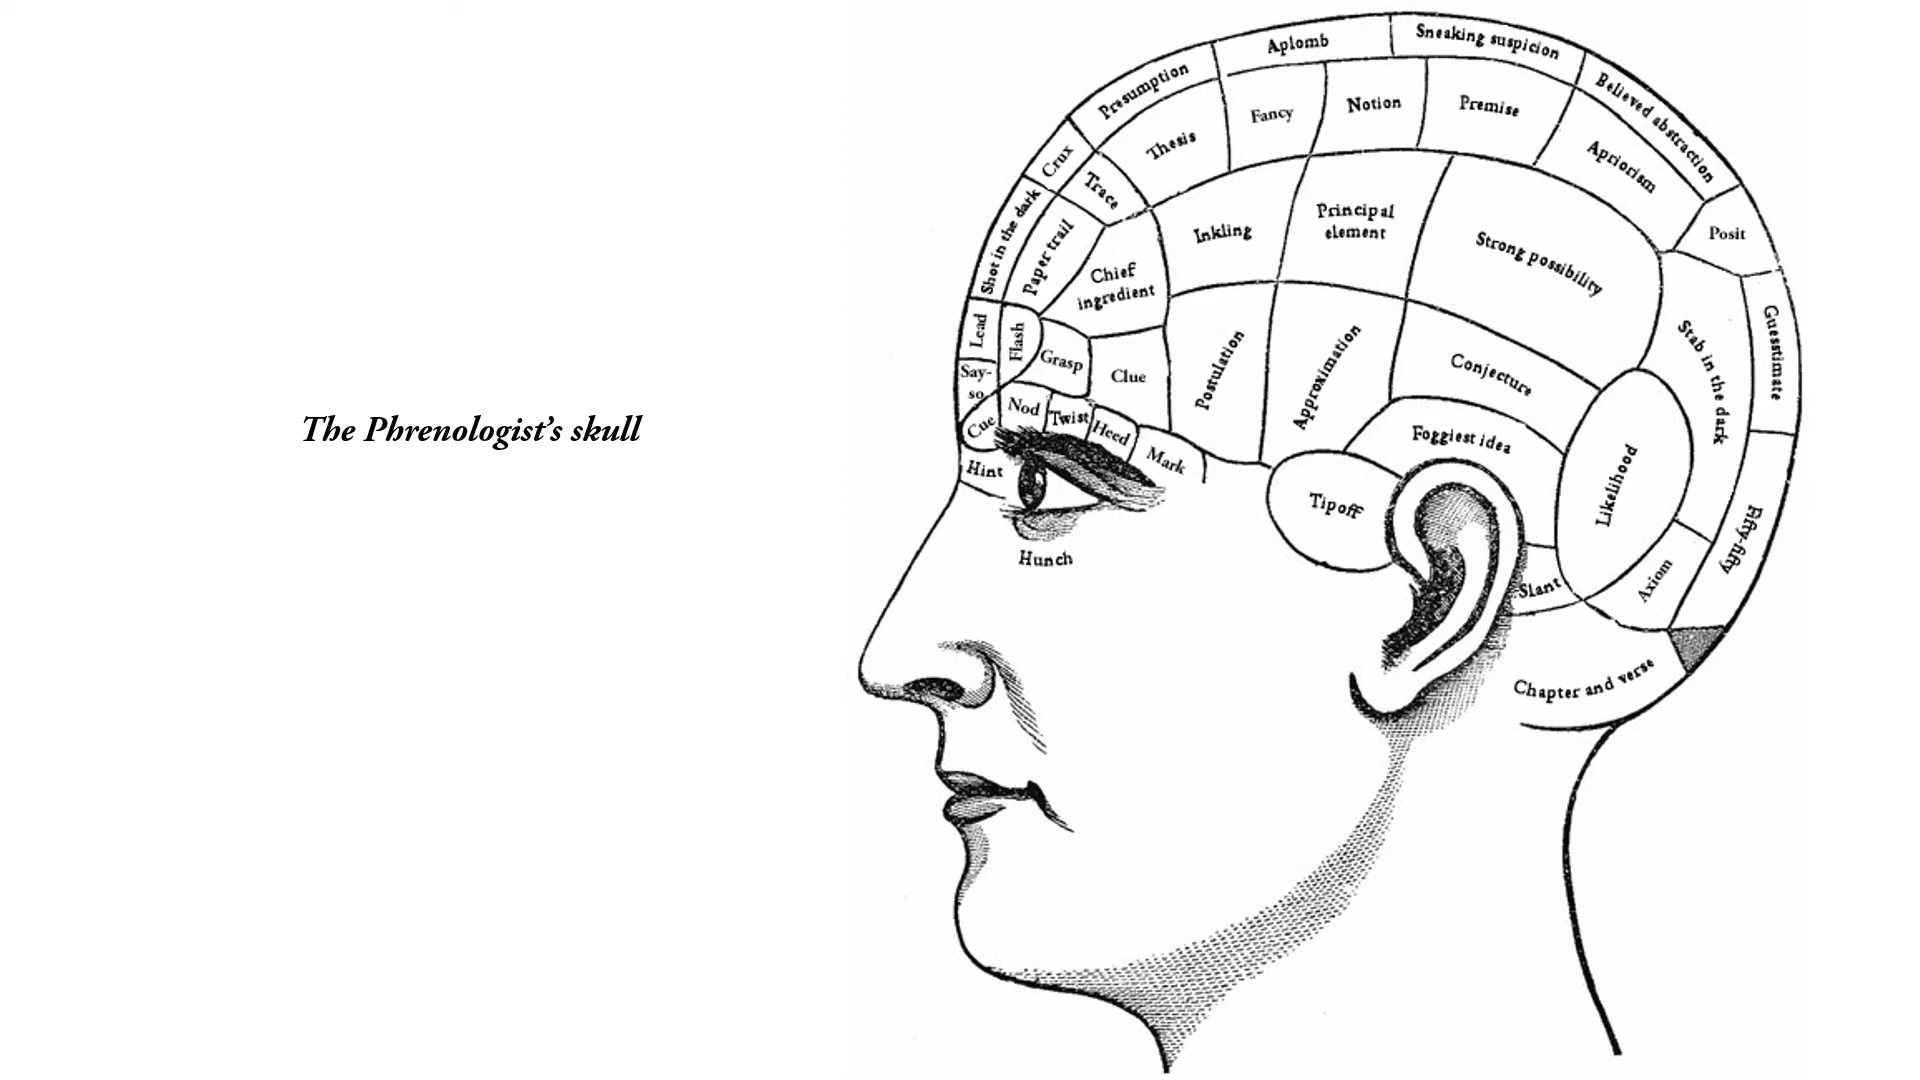 The Phrenologist's skull
Aplomb
Sneaking suspicion
Presumption
Believed abstraction
Fancy
Notion
Premise
Thesis
Apriorism
Crux
Trace
Shot in the dark
Paper trail
Inkling
Principal
element
Strong possibility
Posit
Chief
ingredient
Lead
Flash
Grasp
Clue
Postulation
Approximation
Conjecture
Stab in the dark
Guesstimate
Say-
so
Cue
Nod
Twist
Heed
Mark
Foggiest idea
Likelihood
Hint
Tipoff
Fifty-fifty
Hunch
Slant
Axiom
Chapter and verse